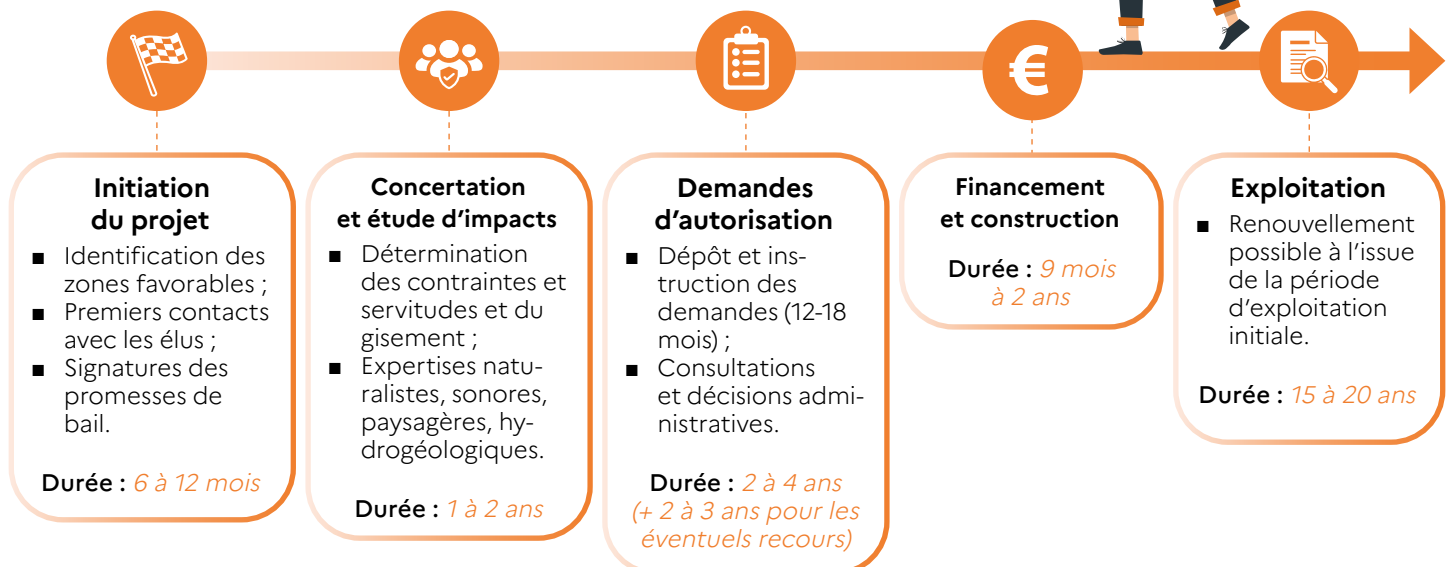 €
Initiation
du projet
■ Identification des
zones favorables ;
■ Premiers contacts
avec les élus ;
■ Signatures des
promesses de
bail.
Durée : 6 à 12 mois
Concertation
et étude d'impacts
■ Détermination
des contraintes et
servitudes et du
gisement ;
■ Expertises natu-
ralistes, sonores,
paysagères, hy-
drogéologiques.
Durée : 1 à 2 ans
Demandes
d'autorisation
■ Dépôt et ins-
truction des
demandes (12-18
mois) ;
■ Consultations
et décisions admi-
nistratives.
Durée : 2 à 4 ans
(+ 2 à 3 ans pour les
éventuels recours)
Financement
et construction
Durée : 9 mois
à 2 ans
Exploitation
■ Renouvellement
possible à l'issue
de la période
d'exploitation
initiale.
Durée : 15 à 20 ans